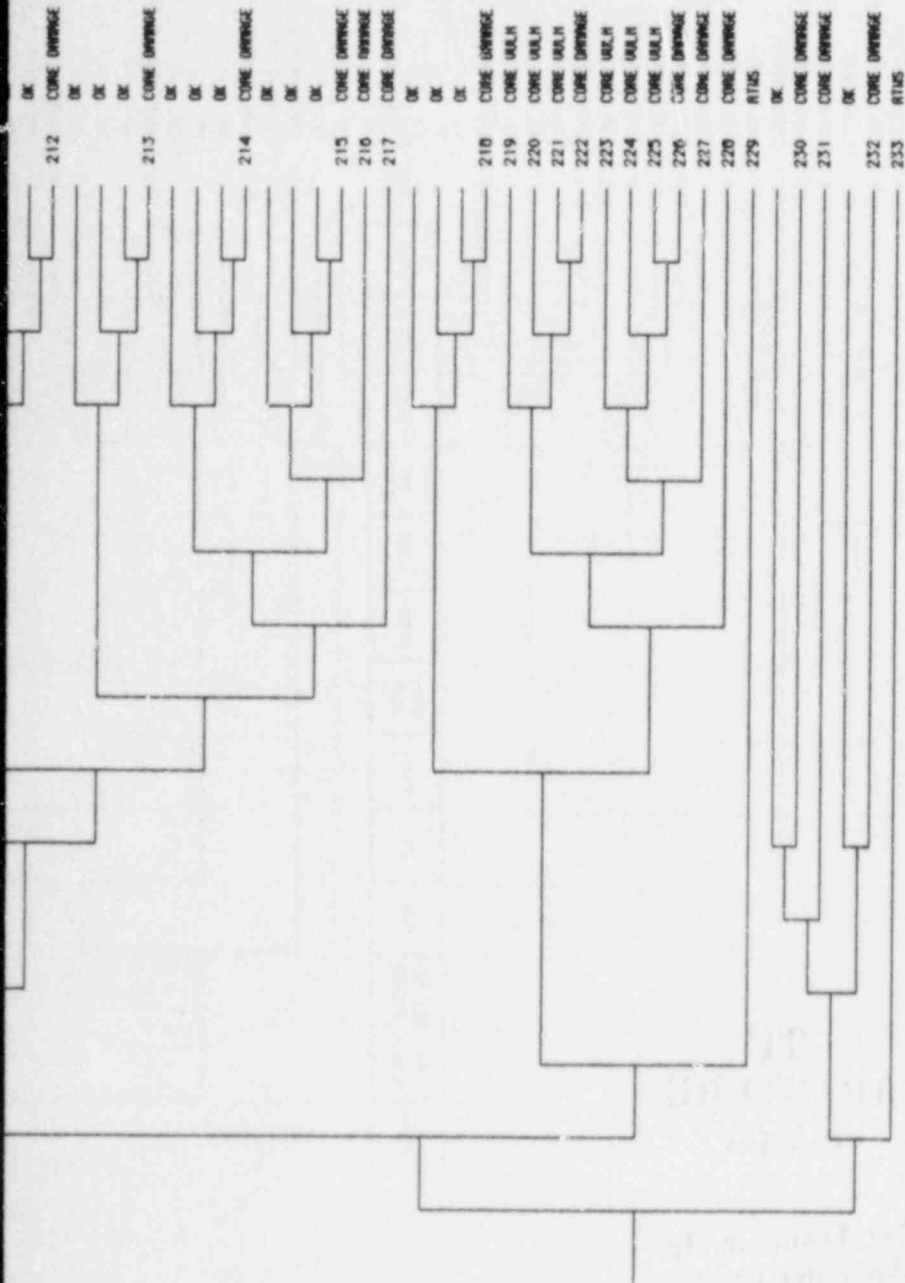 OK
CORE DAMAGE 212
OK
OK
OK
CORE DAMAGE 213
OK
OK
OK
CORE DAMAGE 214
OK
OK
OK
CORE DAMAGE 215
CORE DAMAGE 216
CORE DAMAGE 217
OK
OK
OK
CORE DAMAGE 218
CORE VULN 219
CORE VULN 220
CORE VULN 221
CORE DAMAGE 222
CORE VULN 223
CORE VULN 224
CORE VULN 225
CORE DAMAGE 226
CORE DAMAGE 227
CORE DAMAGE 228
ATWS 229
OK
CORE DAMAGE 230
CORE DAMAGE 231
OK
CORE DAMAGE 232
ATWS 233